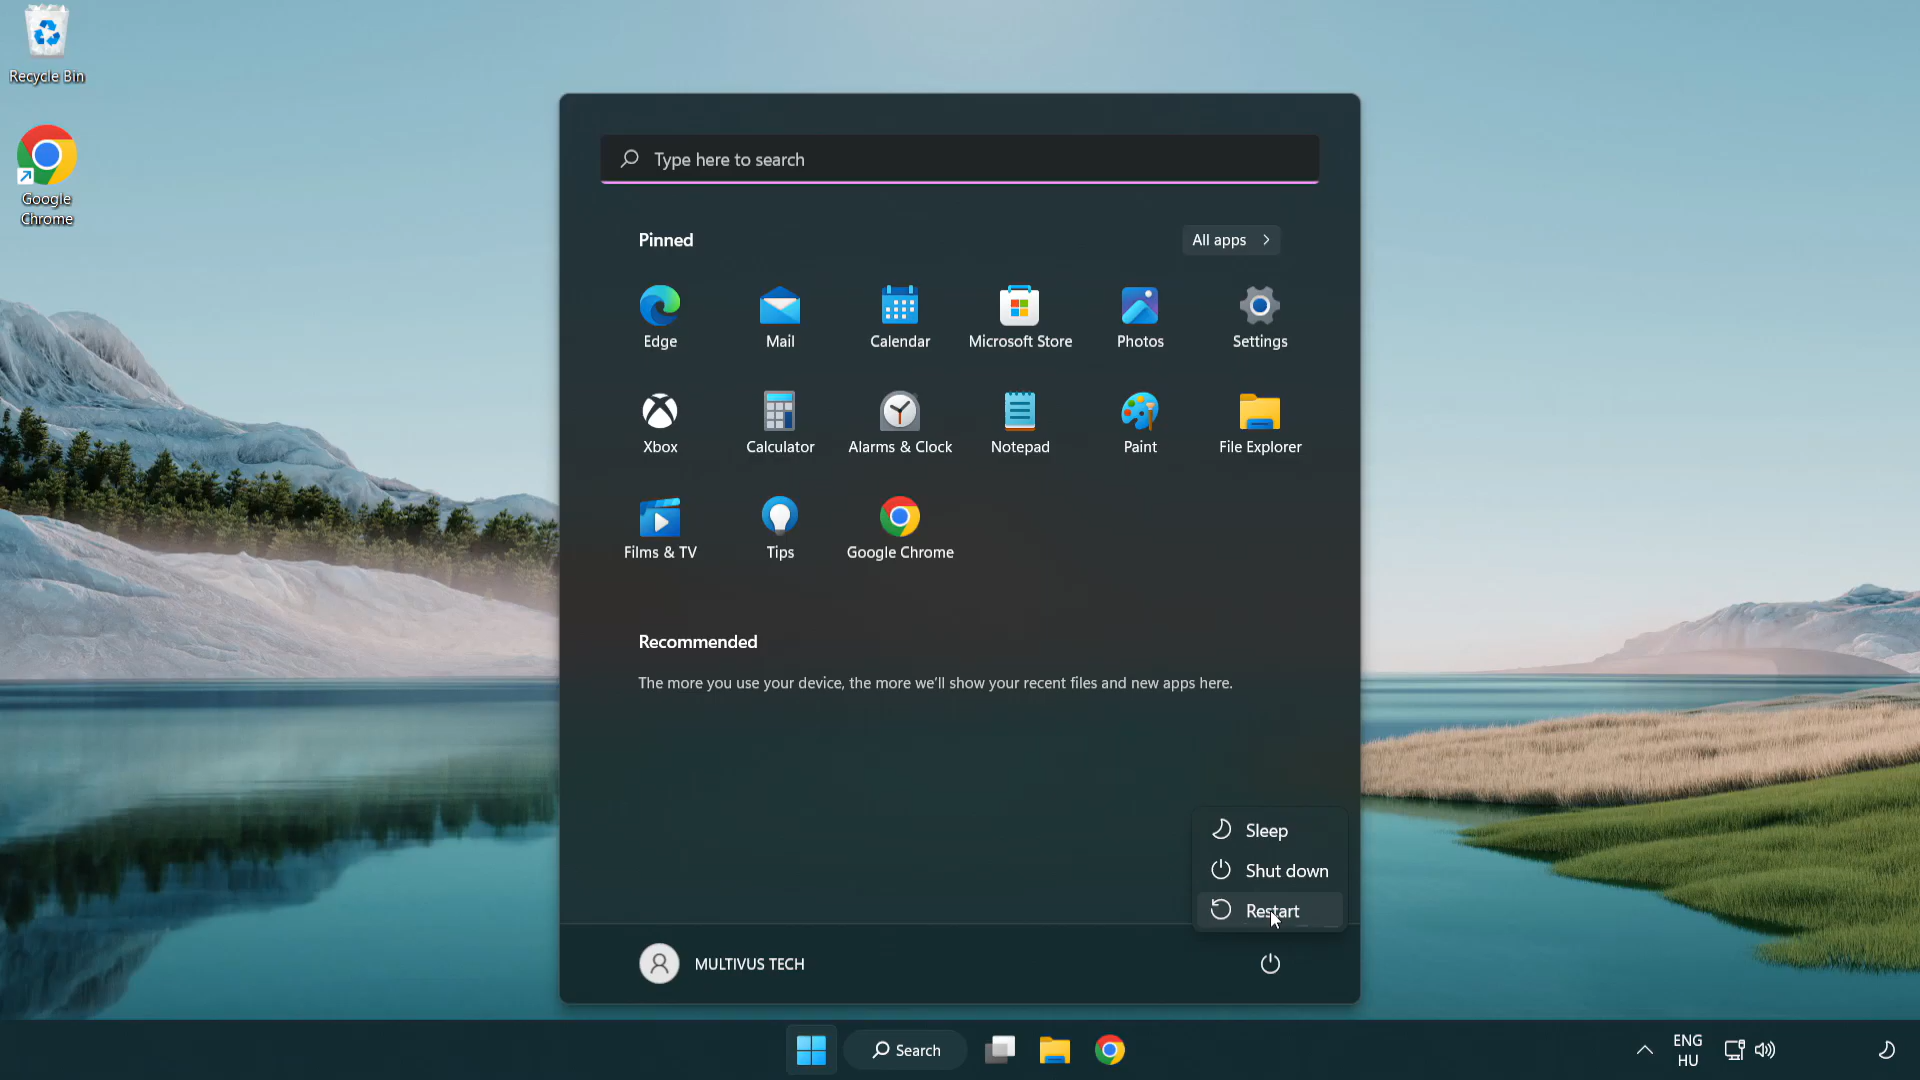 Recycle Bin
Google
Chrome
Type here to search
Pinned
All apps
Edge
Mail
Calendar
Microsoft Store
Photos
Settings
Xbox
Calculator
Alarms & Clock
Notepad
Paint
File Explorer
Films & TV
Tips
Google Chrome
Recommended
The more you use your device, the more we'll show your recent files and new apps here.
Sleep
Shut down
Restart
MULTIVUS TECH
Search
ENG
HU